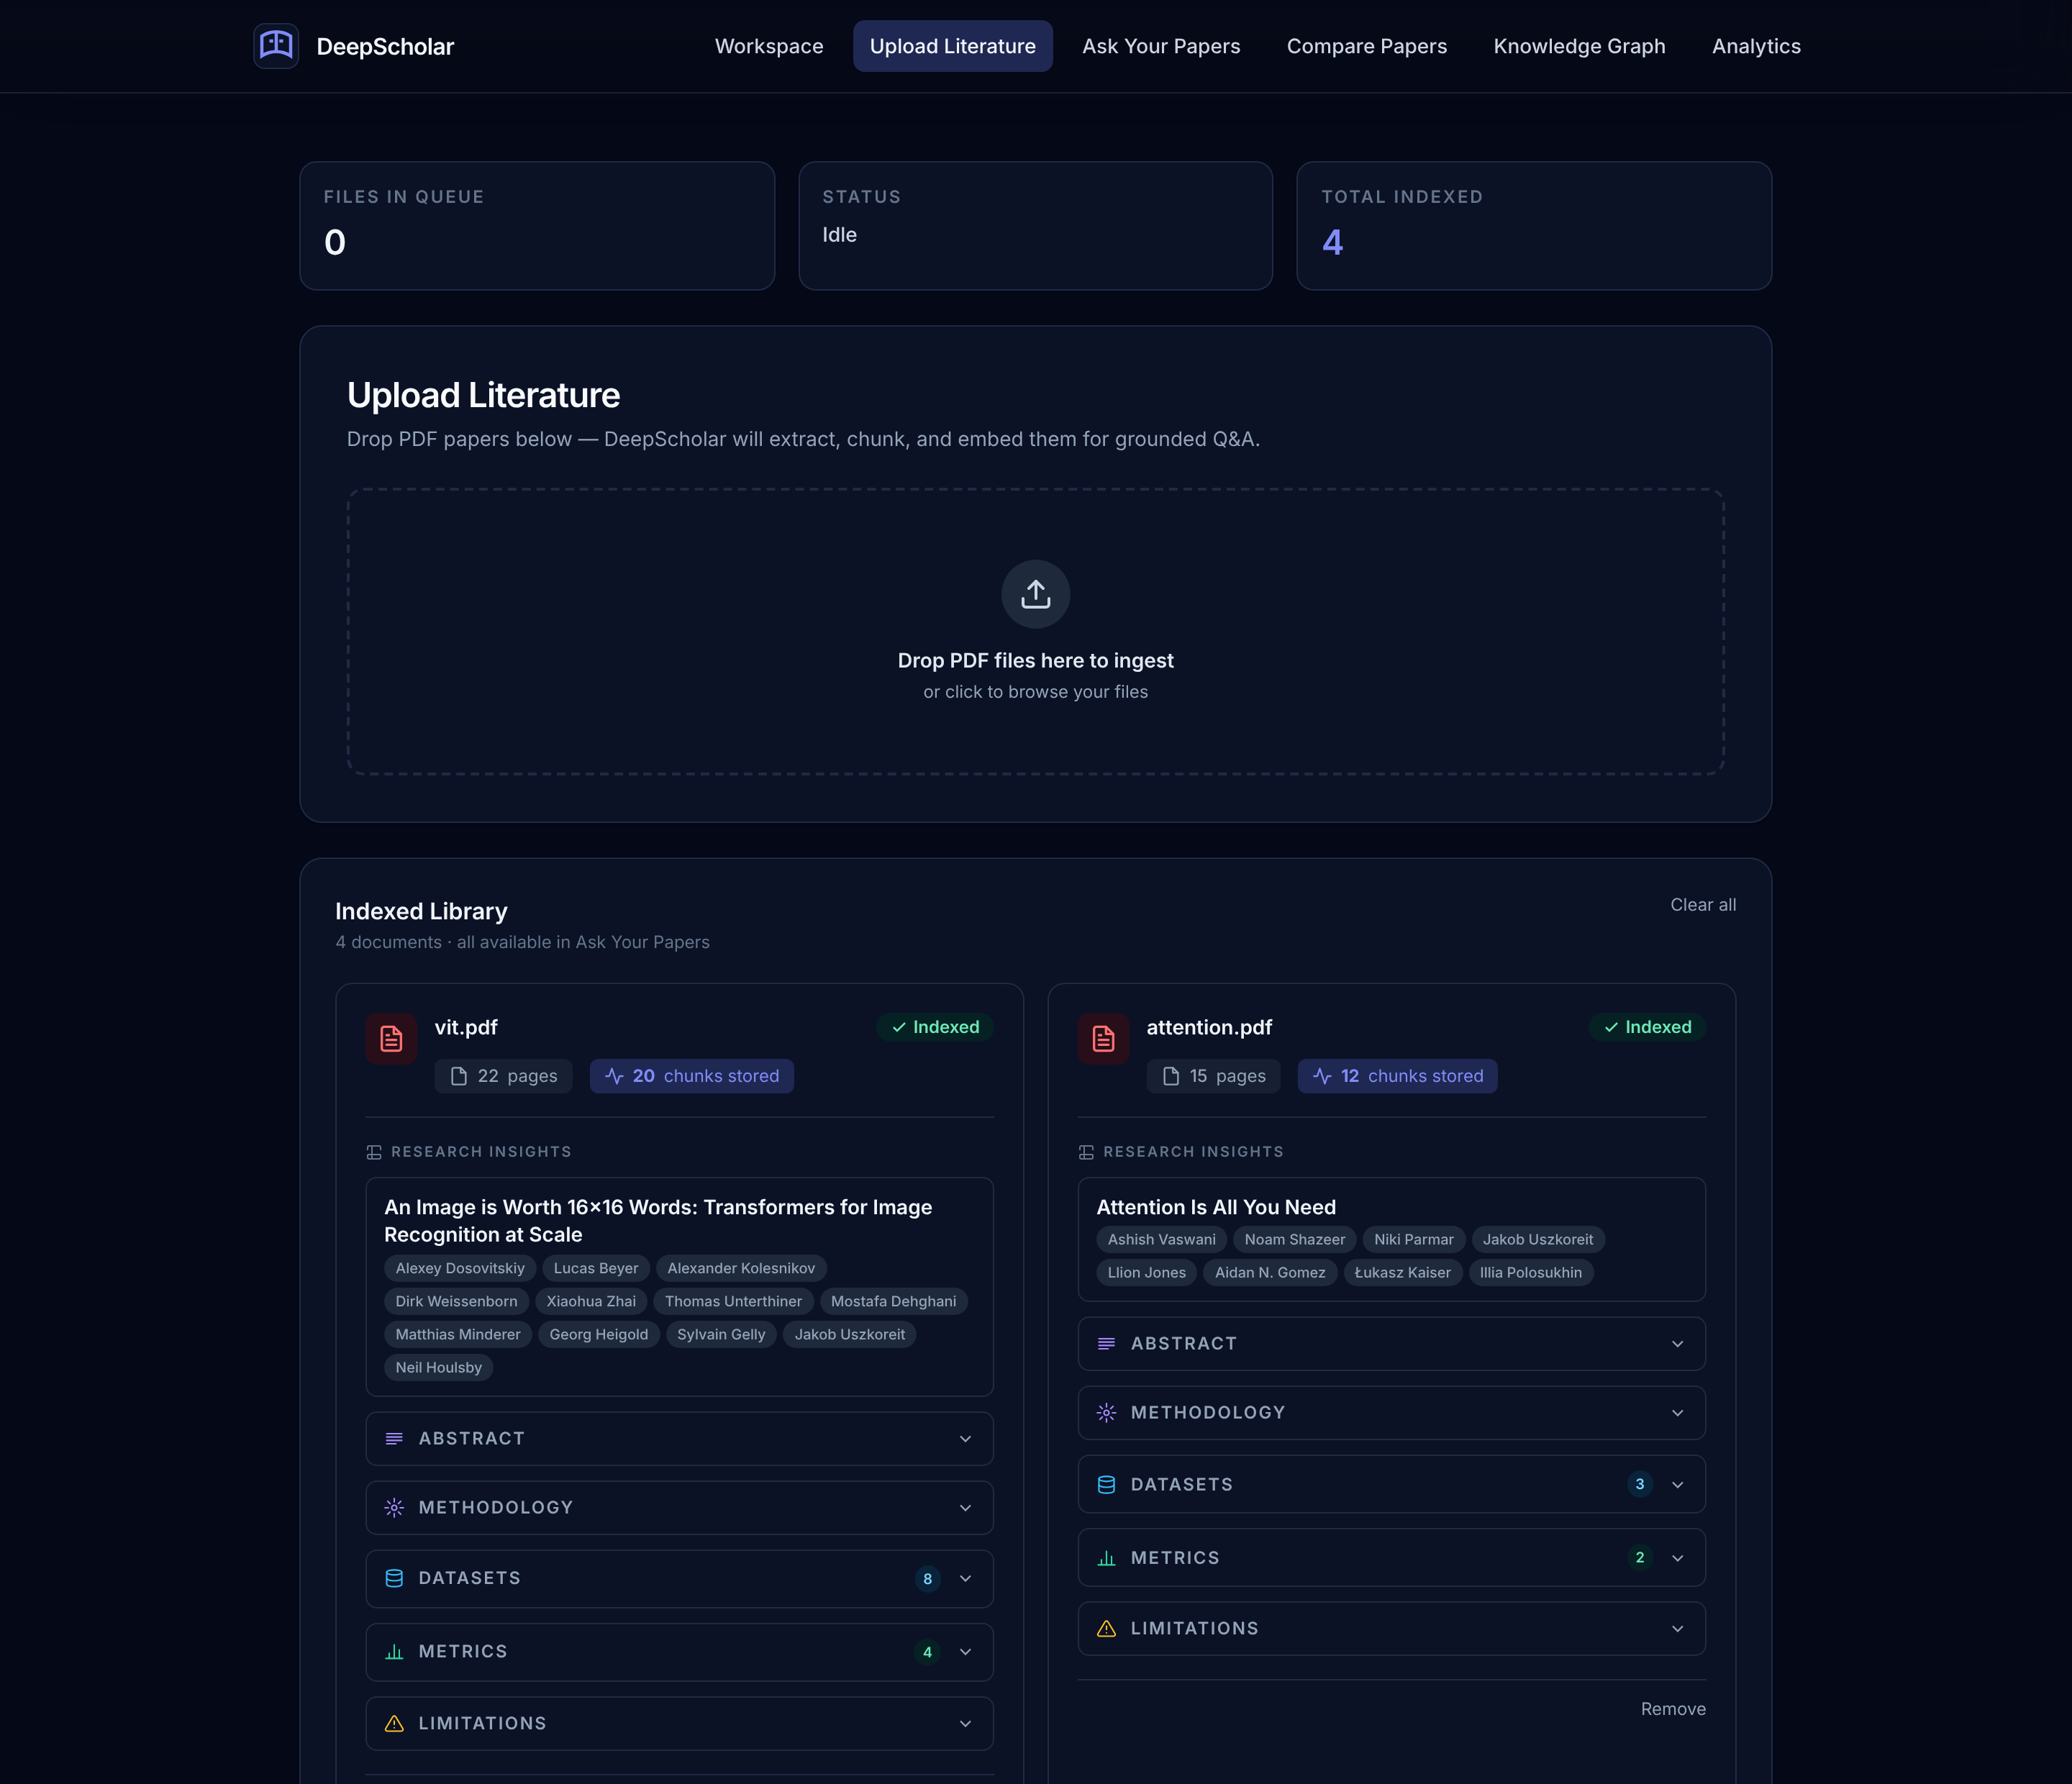 DeepScholar
Workspace
Upload Literature
Ask Your Papers
Compare Papers
Knowledge Graph
Analytics
FILES IN QUEUE
0
STATUS
Idle
TOTAL INDEXED
4
Upload Literature
Drop PDF papers below — DeepScholar will extract, chunk, and embed them for grounded Q&A.
Drop PDF files here to ingest
or click to browse your files
Indexed Library
Clear all
4 documents · all available in Ask Your Papers
vit.pdf
Indexed
22 pages
20 chunks stored
RESEARCH INSIGHTS
An Image is Worth 16×16 Words: Transformers for Image
Recognition at Scale
Alexey Dosovitskiy Lucas Beyer Alexander Kolesnikov
Dirk Weissenborn Xiaohua Zhai Thomas Unterthiner Mostafa Dehghani
Matthias Minderer Georg Heigold Sylvain Gelly Jakob Uszkoreit
Neil Houlsby
ABSTRACT
METHODOLOGY
DATASETS 8
METRICS 4
LIMITATIONS
attention.pdf
Indexed
15 pages
12 chunks stored
RESEARCH INSIGHTS
Attention Is All You Need
Ashish Vaswani Noam Shazeer Niki Parmar Jakob Uszkoreit
Llion Jones Aidan N. Gomez Łukasz Kaiser Illia Polosukhin
ABSTRACT
METHODOLOGY
DATASETS 3
METRICS 2
LIMITATIONS
Remove